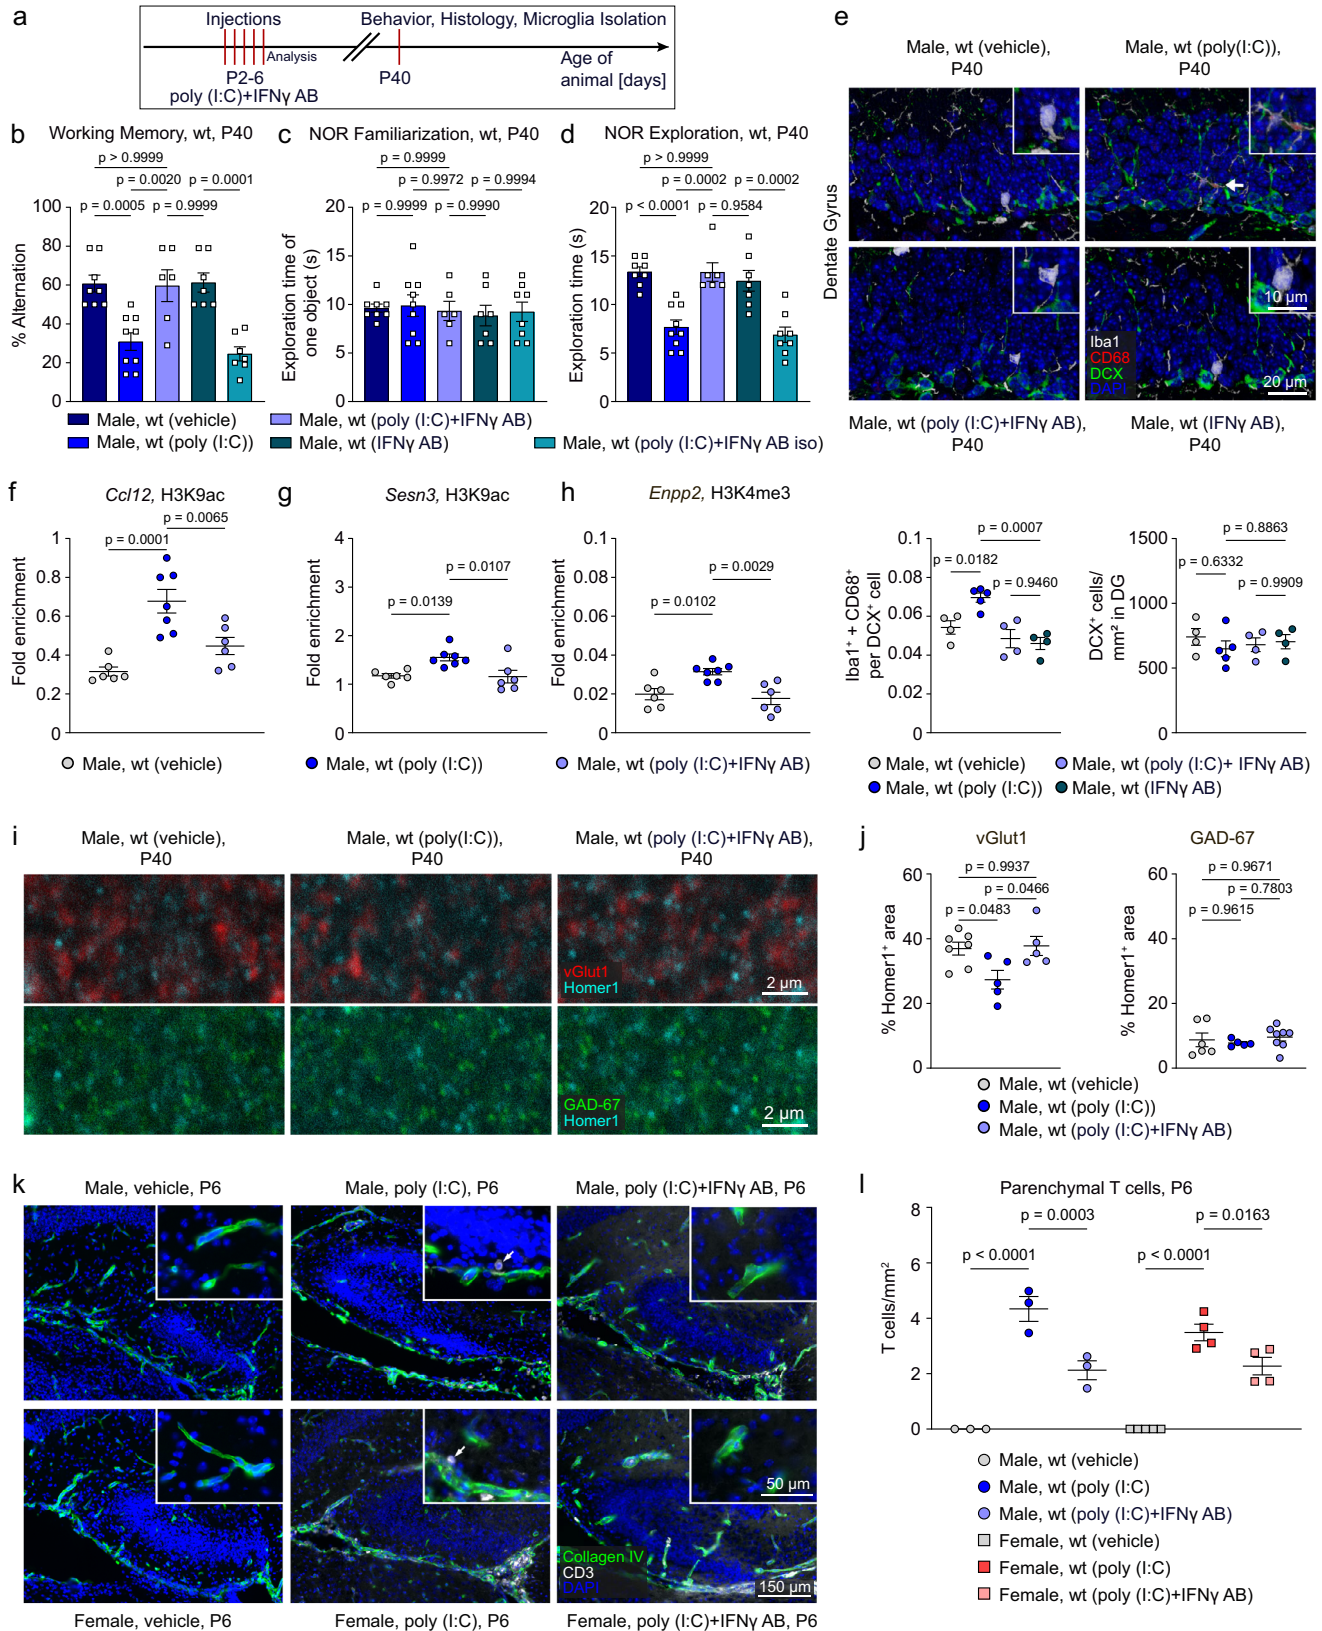 a
Injections
Behavior, Histology, Microglia Isolation
Analysis
P2-6
poly (I:C)+IFNγ AB
P40
Age of
animal [days]
b
Working Memory, wt, P40
p > 0.9999
p = 0.0020
p = 0.0001
p = 0.0005
p = 0.9999
% Alternation
100
80
60
40
20
0
c
NOR Familiarization, wt, P40
p = 0.9999
p = 0.9972
p = 0.9994
p = 0.9999
p = 0.9990
Exploration time of
one object (s)
20
15
10
5
0
d
NOR Exploration, wt, P40
p > 0.9999
p = 0.0002
p = 0.0002
p < 0.0001
p = 0.9584
Exploration time (s)
20
15
10
5
0
Male, wt (vehicle)
Male, wt (poly (I:C)+IFNγ AB)
Male, wt (poly (I:C))
Male, wt (IFNγ AB)
Male, wt (poly (I:C)+IFNγ AB iso)
e
Male, wt (vehicle),
P40
Male, wt (poly(I:C)),
P40
Dentate Gyrus
10 µm
Iba1
CD68
DCX
DAPI
20 µm
Male, wt (poly (I:C)+IFNγ AB),
P40
Male, wt (IFNγ AB),
P40
f
Ccl12, H3K9ac
p = 0.0065
p = 0.0001
Fold enrichment
1
0.8
0.6
0.4
0.2
0
g
Sesn3, H3K9ac
p = 0.0107
p = 0.0139
Fold enrichment
4
3
2
1
0
h
Enpp2, H3K4me3
p = 0.0029
p = 0.0102
Fold enrichment
0.1
0.08
0.06
0.04
0.02
0
Male, wt (vehicle)
Male, wt (poly (I:C))
Male, wt (poly (I:C)+IFNγ AB)
p = 0.0007
p = 0.0182
p = 0.9460
Iba1⁺ + CD68⁺
per DCX⁺ cell
0.1
0.08
0.06
0.04
0.02
0
p = 0.8863
p = 0.6332
p = 0.9909
DCX⁺ cells/
mm² in DG
1500
1000
500
0
Male, wt (vehicle)
Male, wt (poly (I:C)+ IFNγ AB)
Male, wt (poly (I:C))
Male, wt (IFNγ AB)
i
Male, wt (vehicle),
P40
Male, wt (poly(I:C)),
P40
Male, wt (poly (I:C)+IFNγ AB),
P40
vGlut1
Homer1
2 µm
GAD-67
Homer1
2 µm
j
vGlut1
p = 0.9937
p = 0.0466
p = 0.0483
% Homer1⁺ area
60
40
20
0
GAD-67
p = 0.9671
p = 0.7803
p = 0.9615
% Homer1⁺ area
60
40
20
0
Male, wt (vehicle)
Male, wt (poly (I:C))
Male, wt (poly (I:C)+IFNγ AB)
k
Male, vehicle, P6
Male, poly (I:C), P6
Male, poly (I:C)+IFNγ AB, P6
50 µm
Collagen IV
CD3
DAPI
150 µm
Female, vehicle, P6
Female, poly (I:C), P6
Female, poly (I:C)+IFNγ AB, P6
l
Parenchymal T cells, P6
p = 0.0003
p = 0.0163
p < 0.0001
p < 0.0001
T cells/mm²
8
6
4
2
0
Male, wt (vehicle)
Male, wt (poly (I:C)
Male, wt (poly (I:C)+IFNγ AB)
Female, wt (vehicle)
Female, wt (poly (I:C)
Female, wt (poly (I:C)+IFNγ AB)